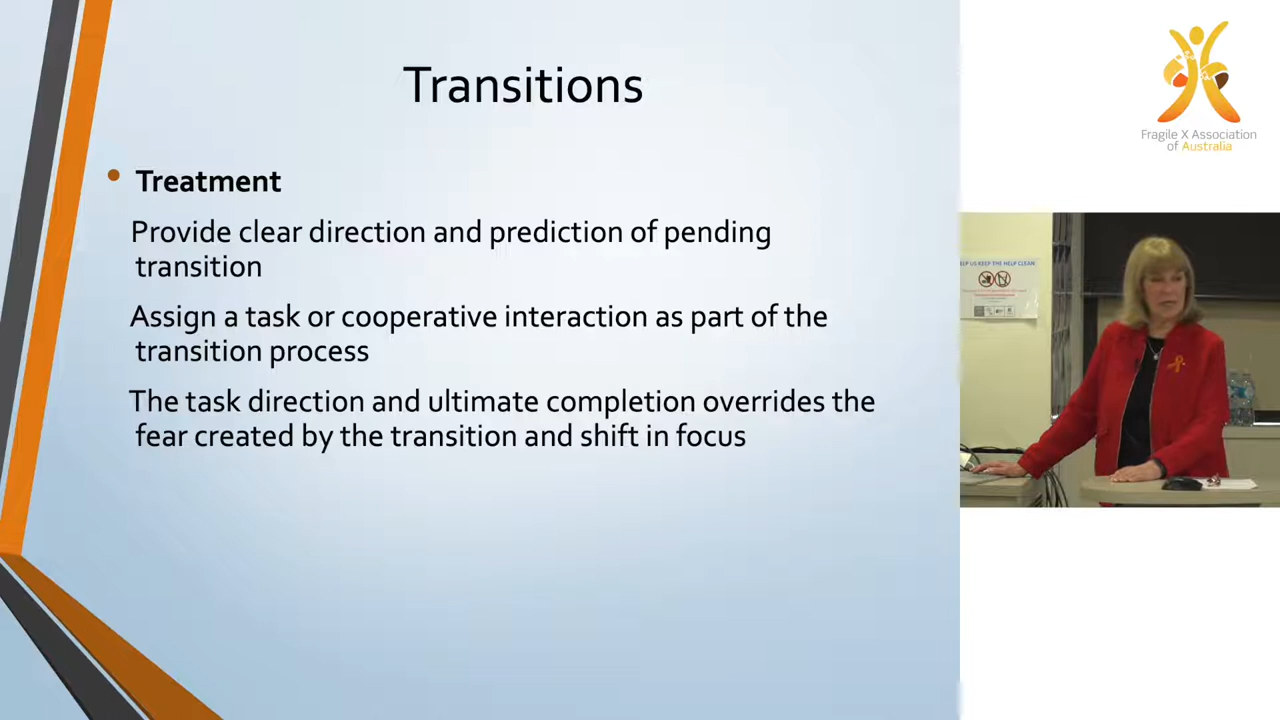 Transitions
Treatment
Provide clear direction and prediction of pending
transition
Assign a task or cooperative interaction as part of the
transition process
The task direction and ultimate completion overrides the
fear created by the transition and shift in focus
Fragile X Association
of Australia